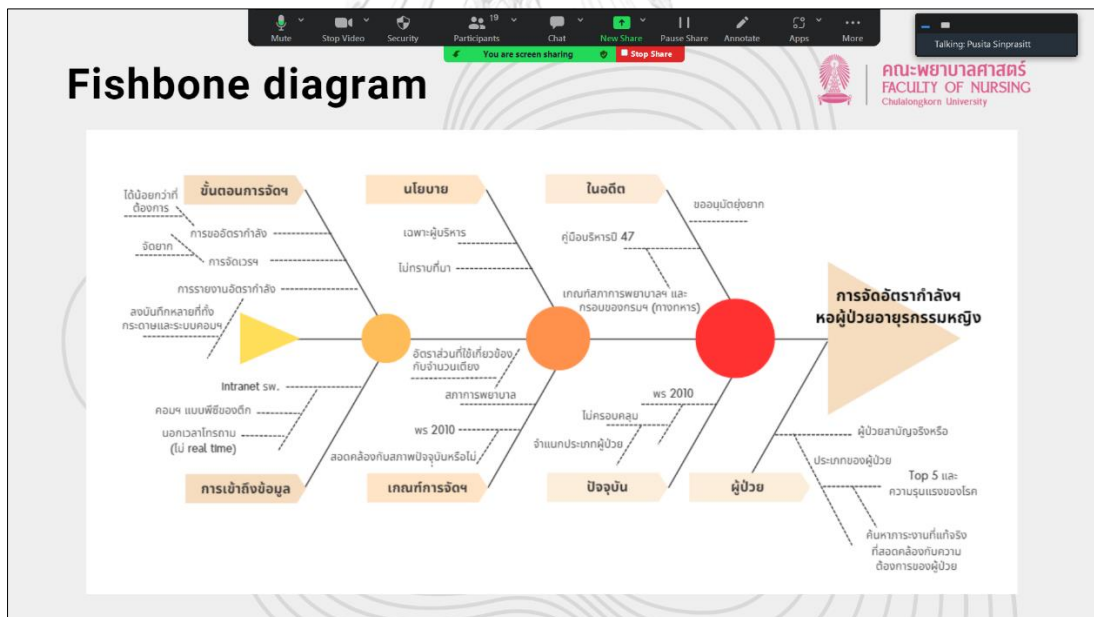 Mute
Stop Video
Security
Participants
19
Chat
New Share
Pause Share
Annotate
Apps
More
You are screen sharing
Stop Share
Talking: Pusita Sinprasitt
Fishbone diagram
คณะพยาบาลศาสตร์
FACULTY OF NURSING
Chulalongkorn University
ขั้นตอนการจัดฯ
นโยบาย
ในอดีต
ได้น้อยกว่าที่
ต้องการ
การขออัตรากำลัง
จัดยาก
การจัดเวรฯ
การรายงานอัตรากำลัง
ลงบันทึกหลายที่ทั้ง
กระดาษและระบบคอมฯ
เฉพาะผู้บริหาร
ไม่ทราบที่มา
ขออนุมัติยุ่งยาก
คู่มือบริหารปี 47
เกณฑ์สภาการพยาบาลฯ และ
กรอบของกรมฯ (ทางทหาร)
การจัดอัตรากำลังฯ
หอผู้ป่วยอายุรกรรมหญิง
Intranet รพ.
คอมฯ แบบพีซีของตึก
นอกเวลาโทรถาม
(ไม่ real time)
การเข้าถึงข้อมูล
อัตราส่วนที่ใช้เกี่ยวข้อง
กับจำนวนเตียง
สภาการพยาบาล
พร 2010
สอดคล้องกับสภาพปัจจุบันหรือไม่
เกณฑ์การจัดฯ
พร 2010
ไม่ครอบคลุม
จำแนกประเภทผู้ป่วย
ปัจจุบัน
ผู้ป่วย
ผู้ป่วยสามัญจริงหรือ
ประเภทของผู้ป่วย
Top 5 และ
ความรุนแรงของโรค
ค้นหาภาระงานที่แท้จริง
ที่สอดคล้องกับความ
ต้องการของผู้ป่วย